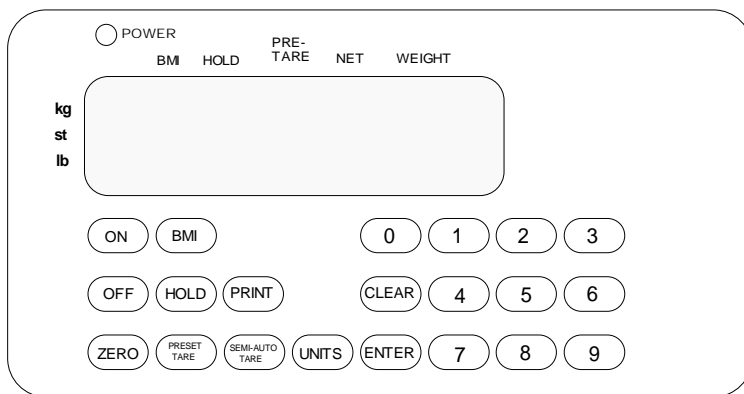 POWER
BMI HOLD PRE-TARE NET WEIGHT
kg
st
lb
ON BMI 0 1 2 3
OFF HOLD PRINT CLEAR 4 5 6
ZERO PRESET TARE SEMI-AUTO TARE UNITS ENTER 7 8 9